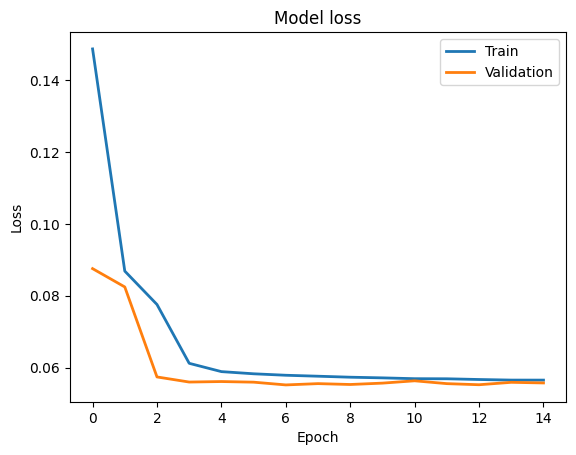 Model loss
Train
Validation
0.14
0.12
0.10
0.08
0.06
Loss
0 2 4 6 8 10 12 14
Epoch